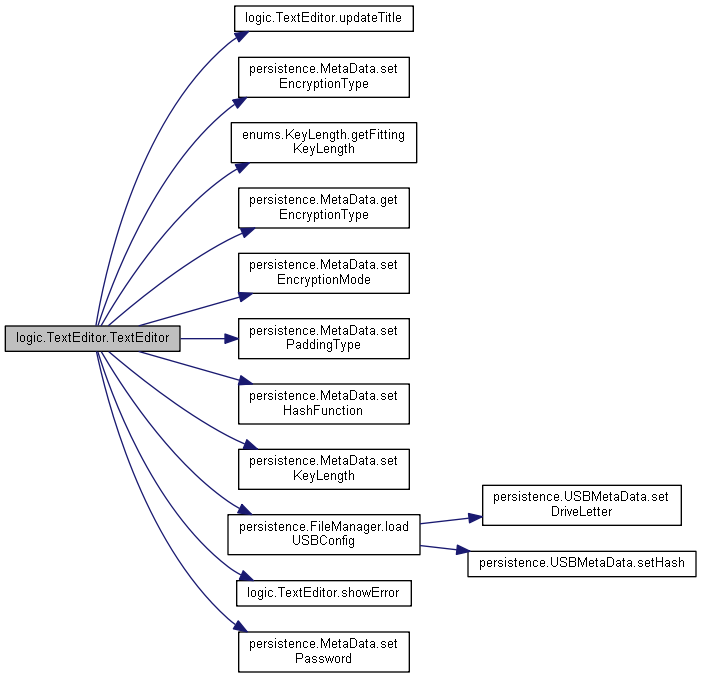 logic.TextEditor.updateTitle
persistence.MetaData.set
EncryptionType
enums.KeyLength.getFitting
KeyLength
persistence.MetaData.get
EncryptionType
persistence.MetaData.set
EncryptionMode
logic.TextEditor.TextEditor
persistence.MetaData.set
PaddingType
persistence.MetaData.set
HashFunction
persistence.MetaData.set
KeyLength
persistence.FileManager.load
USBConfig
persistence.USBMetaData.set
DriveLetter
persistence.USBMetaData.setHash
logic.TextEditor.showError
persistence.MetaData.set
Password